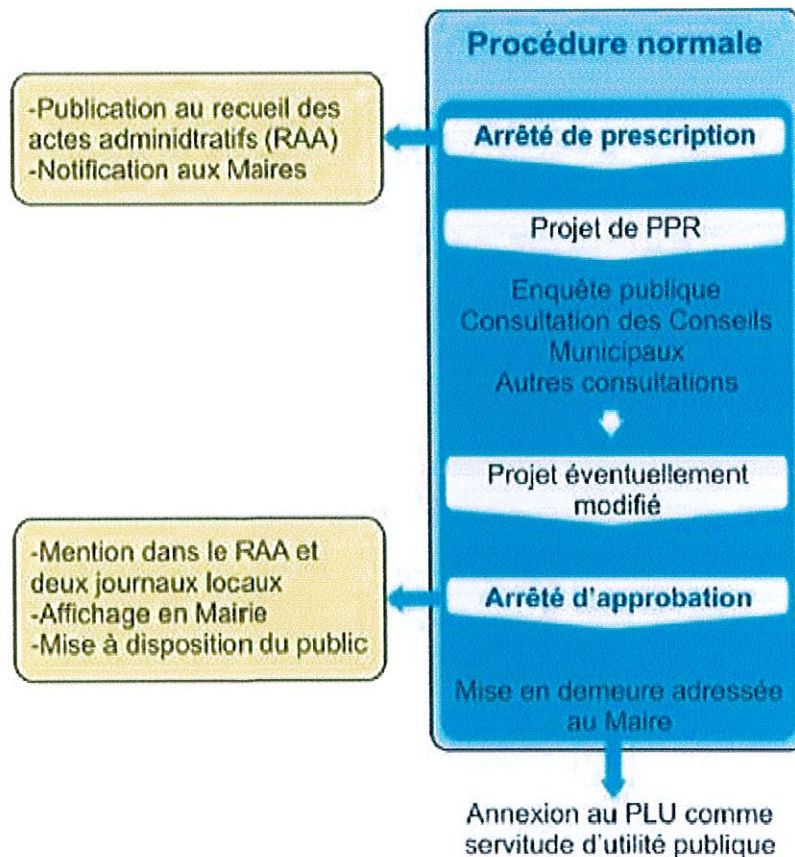 Procédure normale
-Publication au recueil des
actes adminidtratifs (RAA)
-Notification aux Maires
Arrêté de prescription
Projet de PPR
Enquête publique
Consultation des Conseils
Municipaux
Autres consultations
Projet éventuellement
modifié
-Mention dans le RAA et
deux journaux locaux
-Affichage en Mairie
-Mise à disposition du public
Arrêté d'approbation
Mise en demeure adressée
au Maire
Annexion au PLU comme
servitude d'utilité publique